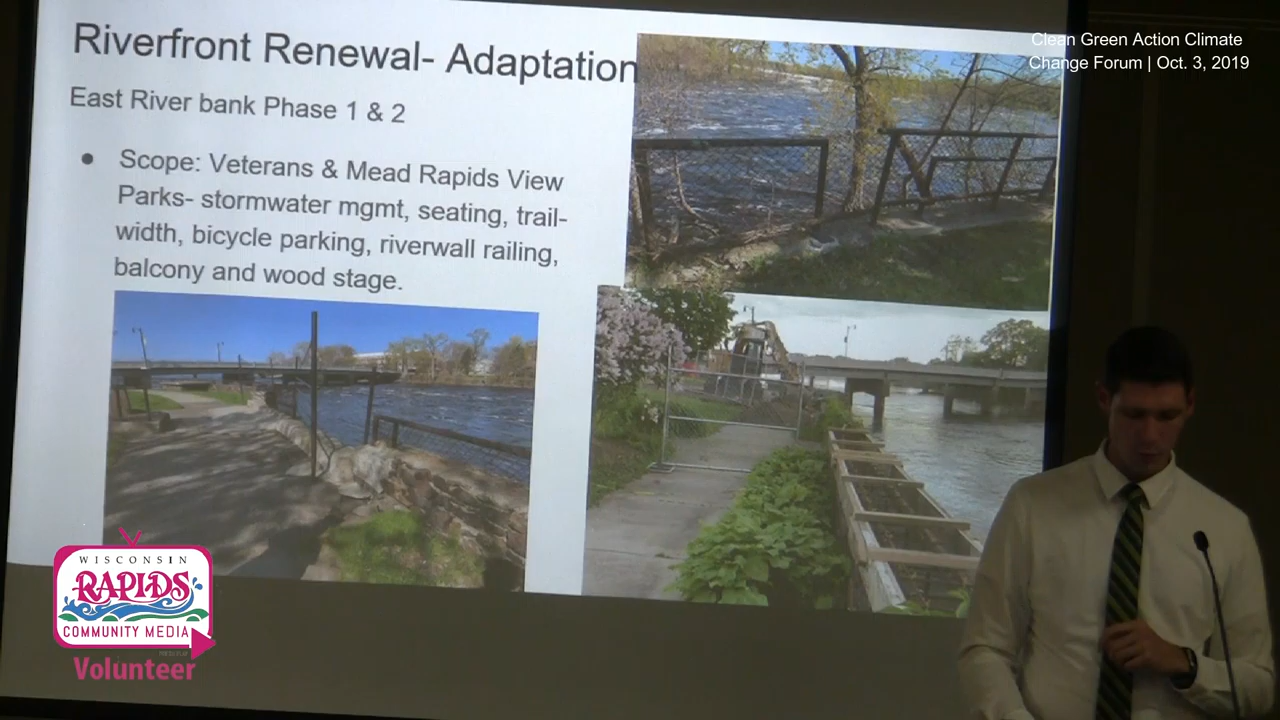 Riverfront Renewal- Adaptation
East River bank Phase 1 & 2
● Scope: Veterans & Mead Rapids View
Parks- stormwater mgmt, seating, trail-
width, bicycle parking, riverwall railing,
balcony and wood stage.
Clean Green Action Climate
Change Forum | Oct. 3, 2019
WISCONSIN
RAPIDS
COMMUNITY MEDIA
Volunteer